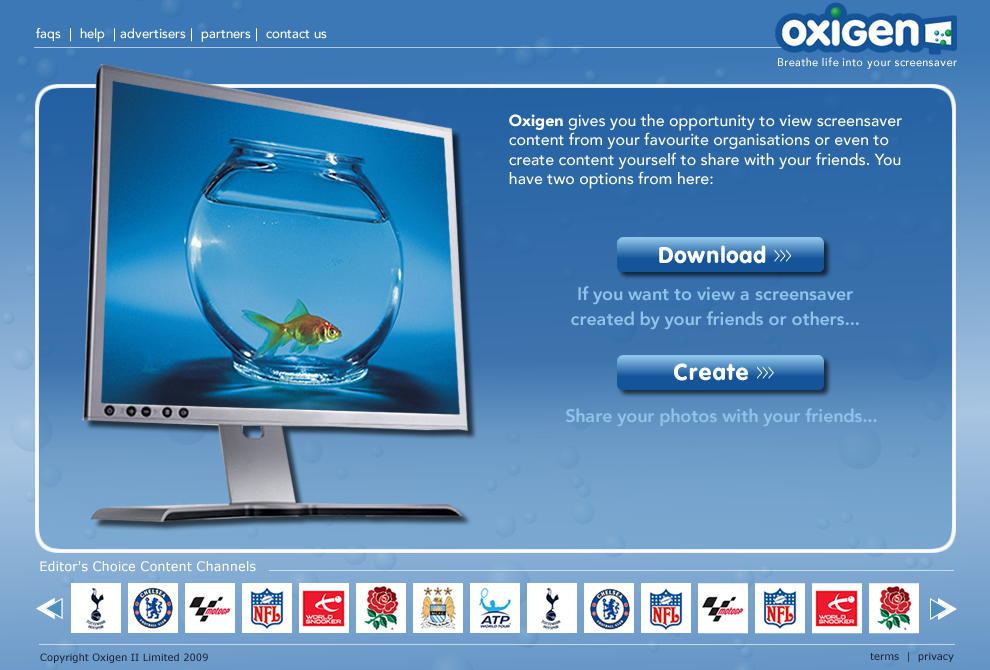 faqs | help | advertisers | partners | contact us
oxigen
Breathe life into your screensaver
Oxigen gives you the opportunity to view screensaver
content from your favourite organisations or even to
create content yourself to share with your friends. You
have two options from here:
Download >>>
If you want to view a screensaver
created by your friends or others...
Create >>>
Share your photos with your friends...
Editor's Choice Content Channels
TOTTENHAM HOTSPUR
CHELSEA FOOTBALL CLUB
motoGP
NFL
WORLD SNOOKER
ATP WORLD TOUR
TOTTENHAM HOTSPUR
CHELSEA FOOTBALL CLUB
NFL
motoGP
NFL
WORLD SNOOKER
Copyright Oxigen II Limited 2009
terms | privacy